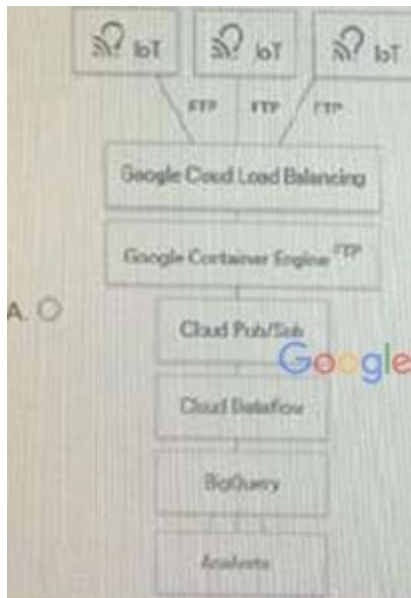 IoT IoT IoT
FTP FTP FTP
Google Cloud Load Balancing
Google Container Engine FTP
A.
Cloud Pub/Sub
Google
Cloud Dataflow
BigQuery
Analysts